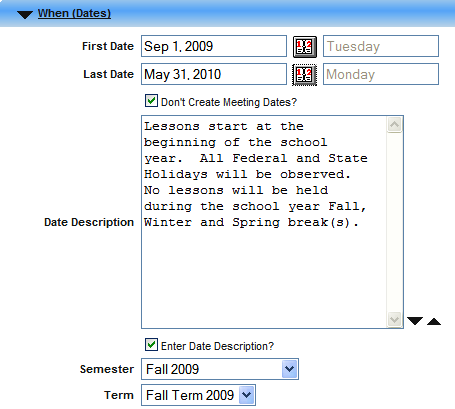 When (Dates)
First Date Sep 1, 2009 12 Tuesday
Last Date May 31, 2010 12 Monday
Don't Create Meeting Dates?
Lessons start at the
beginning of the school
year.  All Federal and State
Holidays will be observed.
No lessons will be held
during the school year Fall,
Date Description Winter and Spring break(s).
Enter Date Description?
Semester Fall 2009
Term Fall Term 2009